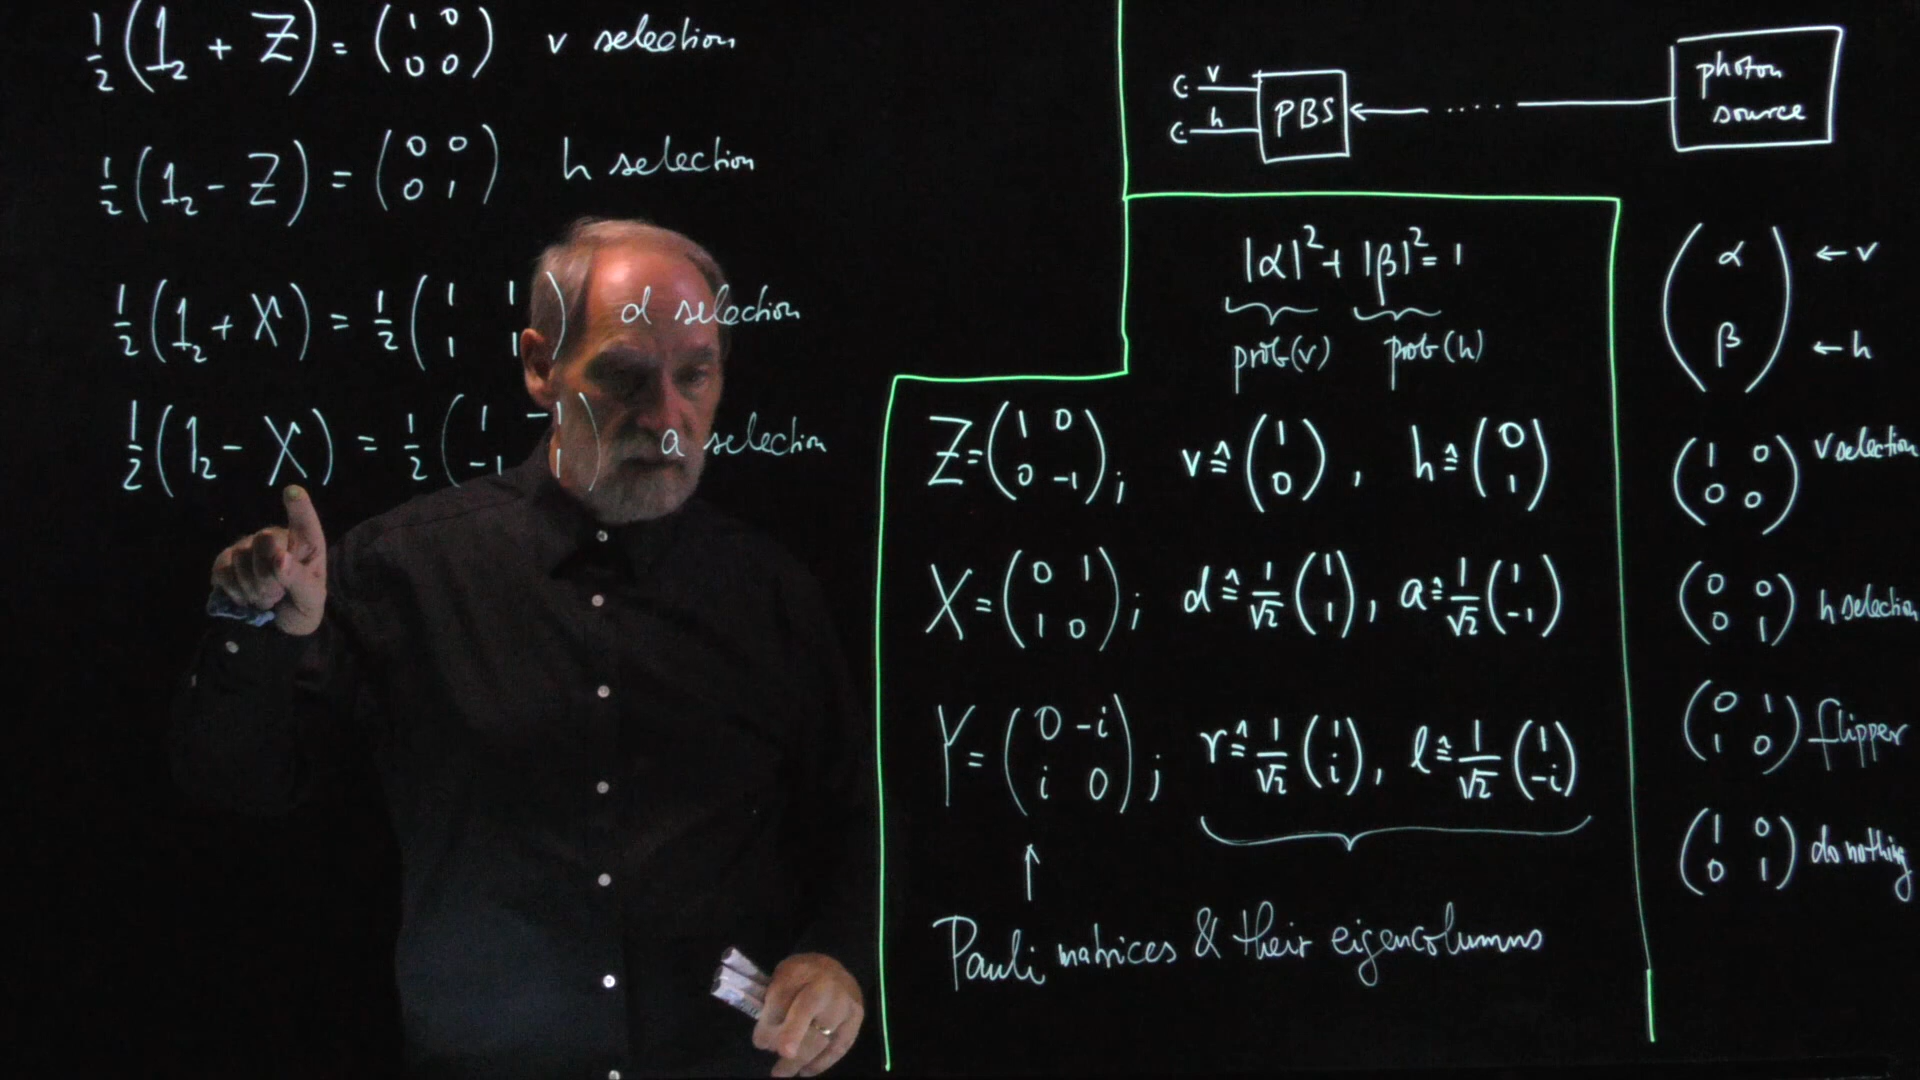 ½(1₂ + Z) = (1 0 / 0 0) v selection
½(1₂ - Z) = (0 0 / 0 1) h selection
½(1₂ + X) = ½(1 1 / 1 1) d selection
½(1₂ - X) = ½(1 -1 / -1 1) a selection
v
h
PBS
....
photon
source
|α|² + |β|² = 1
prob(v) prob(h)
Z = (1 0 / 0 -1); v ≙ (1 / 0), h ≙ (0 / 1)
X = (0 1 / 1 0); d ≙ 1/√2 (1 / 1), a ≙ 1/√2 (1 / -1)
Y = (0 -i / i 0); r ≙ 1/√2 (1 / i), l ≙ 1/√2 (1 / -i)
↑
Pauli matrices & their eigencolumns
(α / β) ← v ← h
(1 0 / 0 0) v selection
(0 0 / 0 1) h selection
(0 1 / 1 0) flipper
(1 0 / 0 1) do nothing